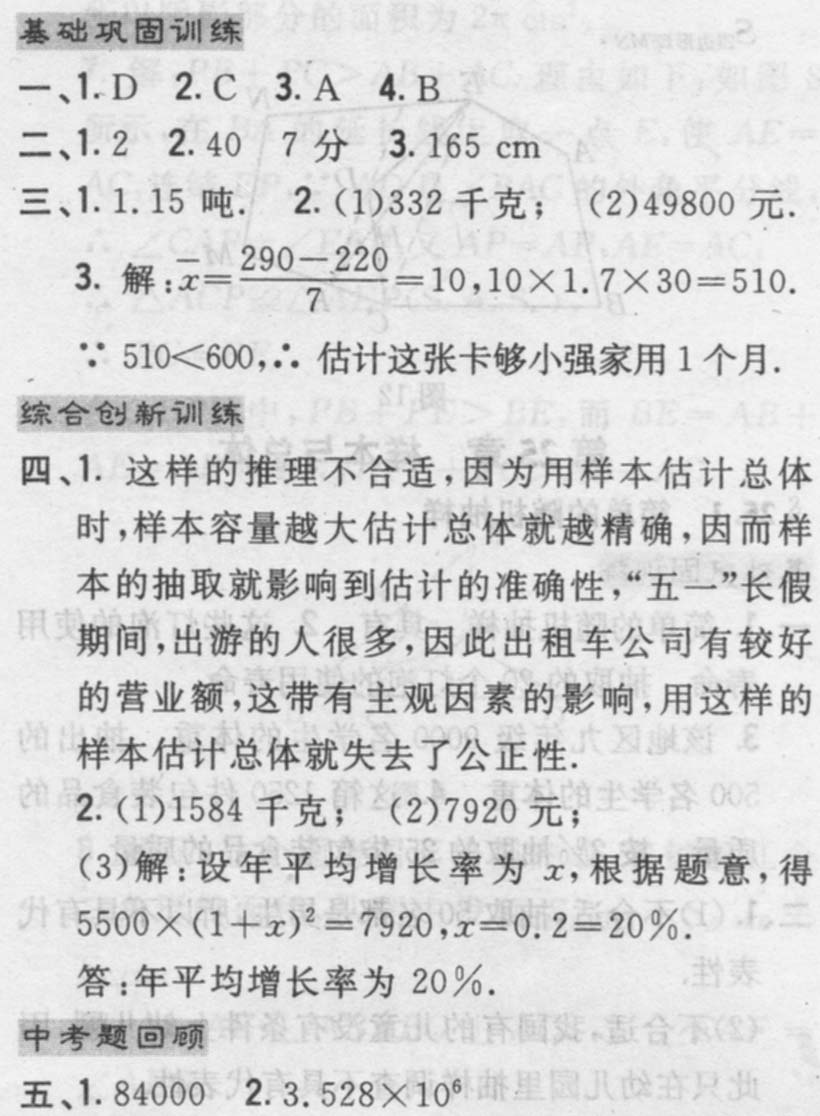 基础巩固训练
一、1. D 2. C 3. A 4. B
二、1. 2 2. 40 7 分 3. 165 cm
三、1. 1.15 吨. 2. (1)332 千克； (2)49800 元.
3. 解：x̄=(290－220)/7=10,10×1.7×30=510.
∵ 510<600,∴ 估计这张卡够小强家用 1 个月.
综合创新训练
四、1. 这样的推理不合适,因为用样本估计总体
时,样本容量越大估计总体就越精确,因而样
本的抽取就影响到估计的准确性,“五一”长假
期间,出游的人很多,因此出租车公司有较好
的营业额,这带有主观因素的影响,用这样的
样本估计总体就失去了公正性.
2. (1)1584 千克； (2)7920 元；
(3)解：设年平均增长率为 x,根据题意,得
5500×(1+x)²=7920,x=0.2=20%.
答：年平均增长率为 20%.
中考题回顾
五、1. 84000 2. 3.528×10⁶